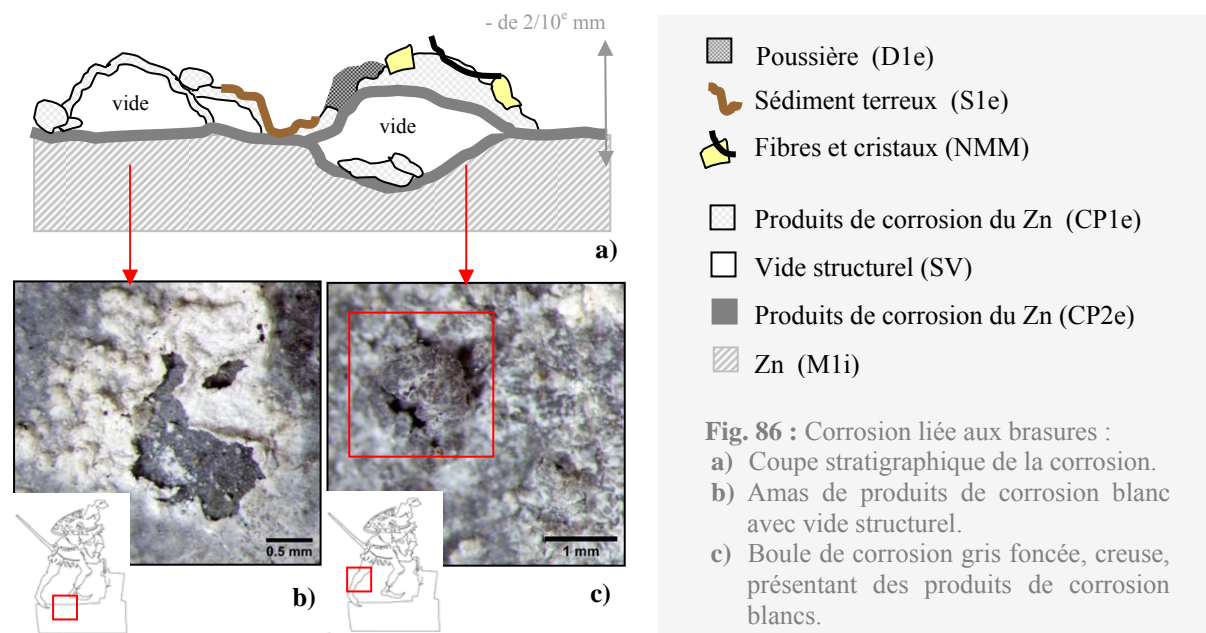 - de 2/10e mm
vide
vide
a)
0.5 mm
b)
1 mm
c)
Poussière (D1e)
Sédiment terreux (S1e)
Fibres et cristaux (NMM)
Produits de corrosion du Zn (CP1e)
Vide structurel (SV)
Produits de corrosion du Zn (CP2e)
Zn (M1i)
Fig. 86 : Corrosion liée aux brasures :
a) Coupe stratigraphique de la corrosion.
b) Amas de produits de corrosion blanc
avec vide structurel.
c) Boule de corrosion gris foncée, creuse,
présentant des produits de corrosion
blancs.